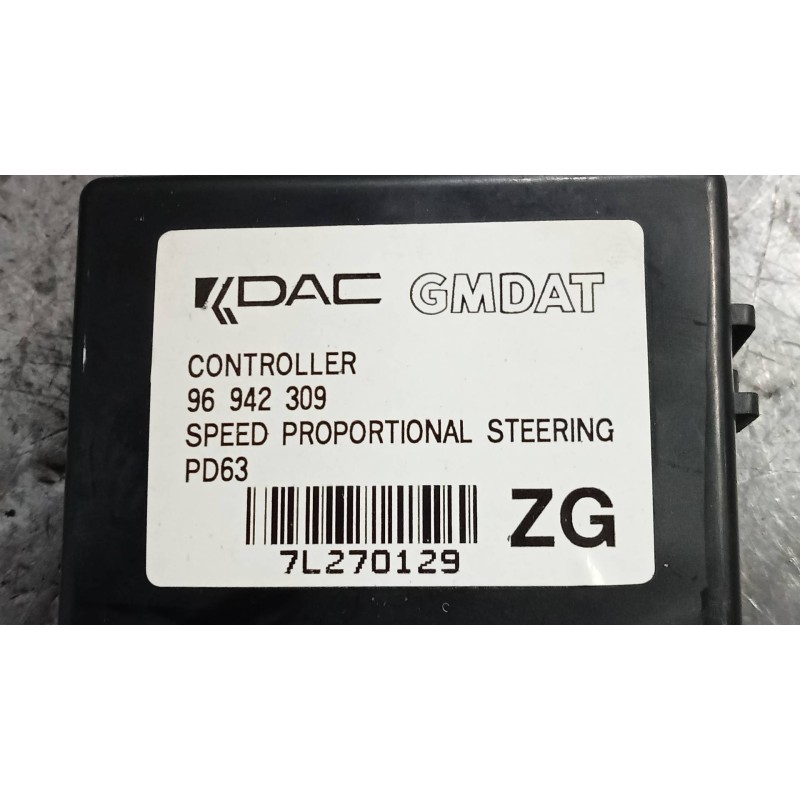 KDAC GMDAT
CONTROLLER
96 942 309
SPEED PROPORTIONAL STEERING
PD63
ZG
7L270129